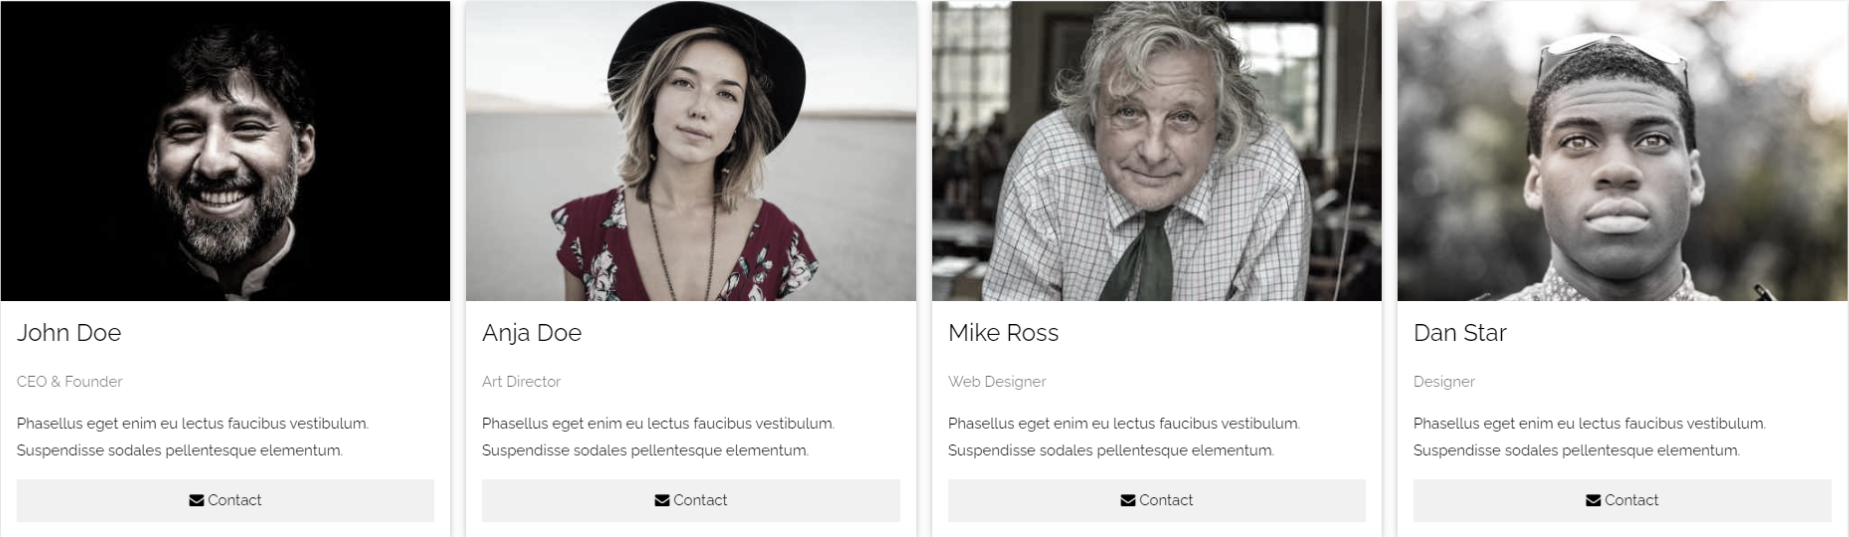 John Doe
CEO & Founder
Phasellus eget enim eu lectus faucibus vestibulum.
Suspendisse sodales pellentesque elementum.
Contact
Anja Doe
Art Director
Phasellus eget enim eu lectus faucibus vestibulum.
Suspendisse sodales pellentesque elementum.
Contact
Mike Ross
Web Designer
Phasellus eget enim eu lectus faucibus vestibulum.
Suspendisse sodales pellentesque elementum.
Contact
Dan Star
Designer
Phasellus eget enim eu lectus faucibus vestibulum.
Suspendisse sodales pellentesque elementum.
Contact